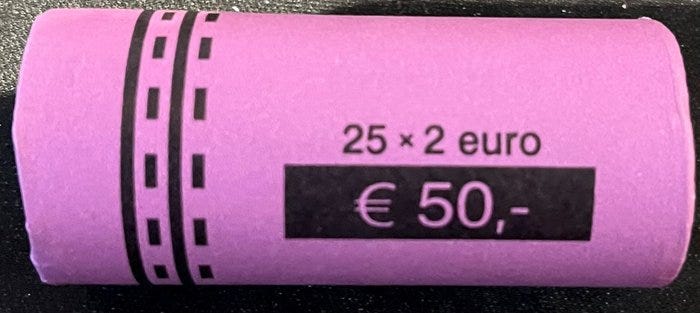 25 × 2 euro
€ 50,-